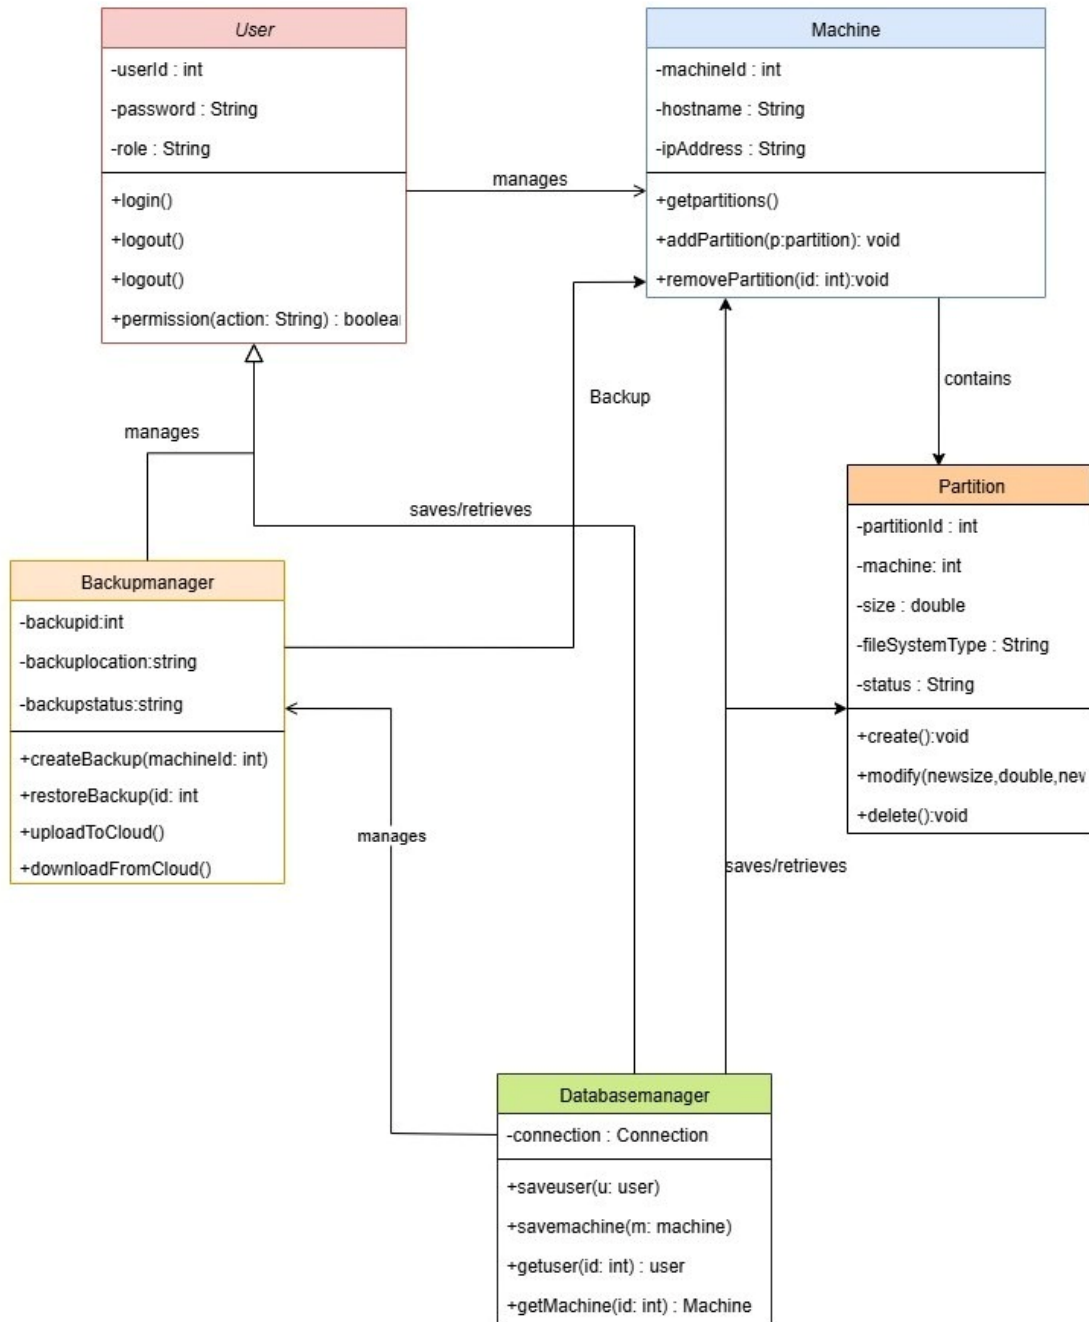 User
-userId : int
-password : String
-role : String
+login()
+logout()
+logout()
+permission(action: String) : boolean
Machine
-machineId : int
-hostname : String
-ipAddress : String
+getpartitions()
+addPartition(p:partition): void
+removePartition(id: int):void
manages
Backup
contains
manages
saves/retrieves
Partition
-partitionId : int
-machine: int
-size : double
-fileSystemType : String
-status : String
+create():void
+modify(newsize,double,new
+delete():void
Backupmanager
-backupid:int
-backuplocation:string
-backupstatus:string
+createBackup(machineId: int)
+restoreBackup(id: int
+uploadToCloud()
+downloadFromCloud()
manages
saves/retrieves
Databasemanager
-connection : Connection
+saveuser(u: user)
+savemachine(m: machine)
+getuser(id: int) : user
+getMachine(id: int) : Machine